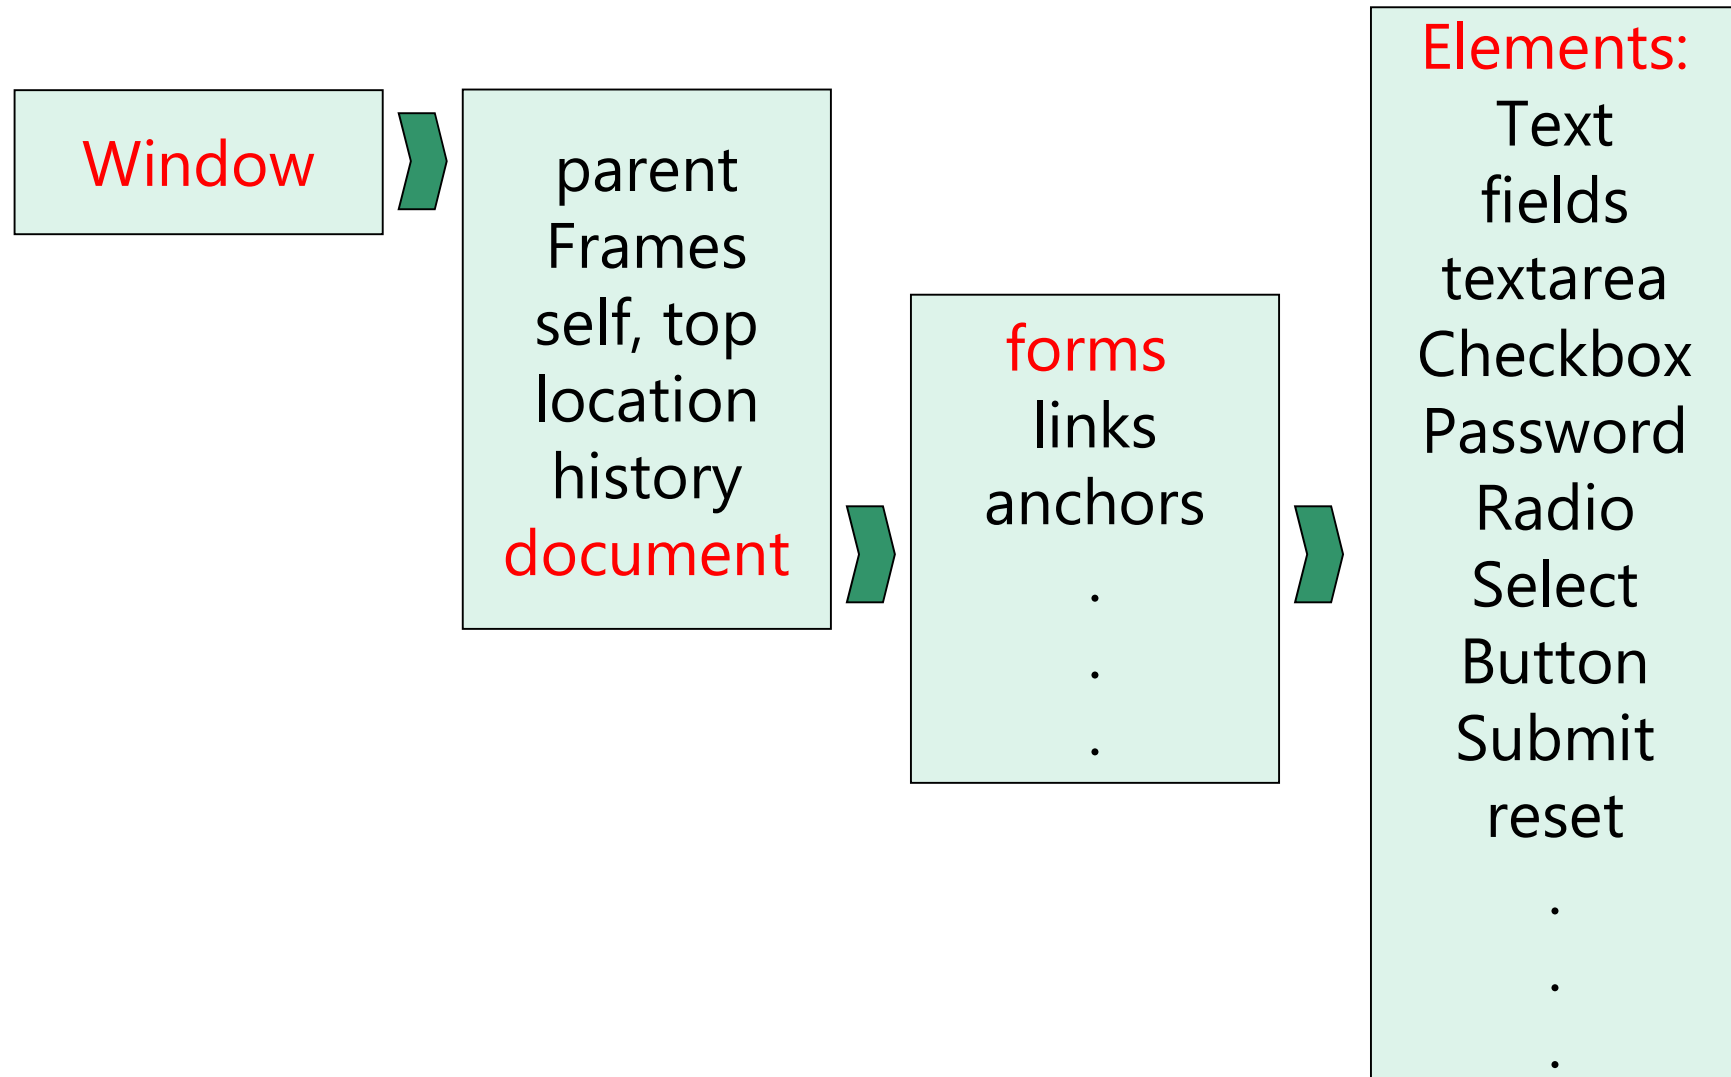 Window
parent
Frames
self, top
location
history
document
forms
links
anchors
.
.
.
Elements:
Text
fields
textarea
Checkbox
Password
Radio
Select
Button
Submit
reset
.
.
.